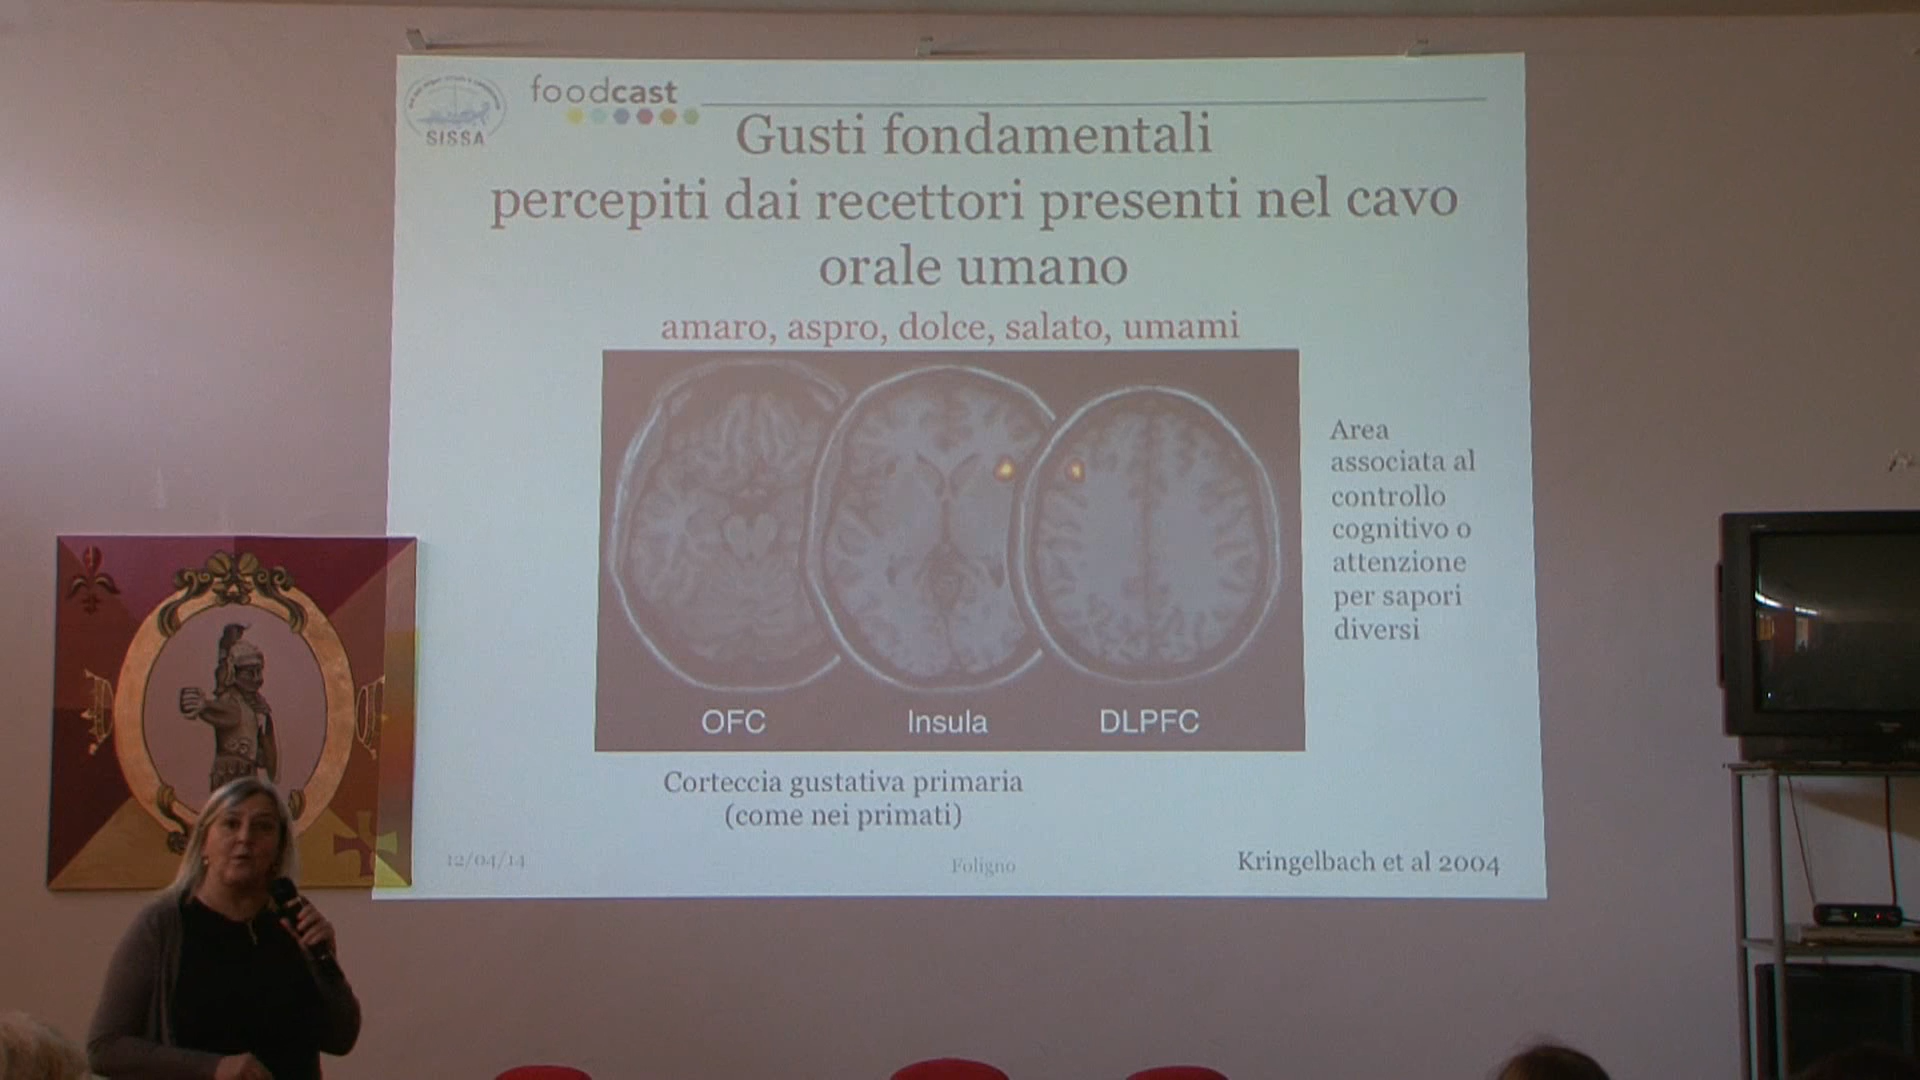 SISSA
foodcast
Gusti fondamentali
percepiti dai recettori presenti nel cavo
orale umano
amaro, aspro, dolce, salato, umami
Area
associata al
controllo
cognitivo o
attenzione
per sapori
diversi
OFC
Insula
DLPFC
Corteccia gustativa primaria
(come nei primati)
12/04/14
Foligno
Kringelbach et al 2004